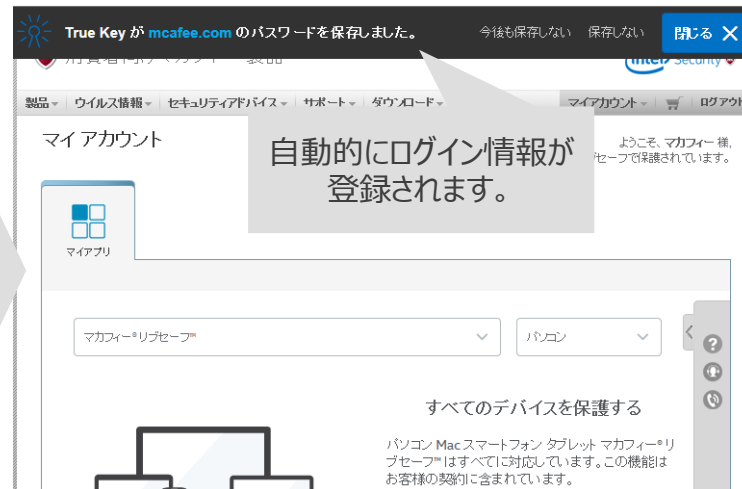 True Key が mcafee.com のパスワードを保存しました。 今後も保存しない 保存しない 閉じる
製品 ウイルス情報 セキュリティアドバイス サポート ダウンロード マイアカウント ログアウト
マイ アカウント
ようこそ、マカフィー 様,
ブセーフで保護されています。
自動的にログイン情報が
登録されます。
マイアプリ
マカフィー®リブセーフ™ パソコン
すべてのデバイスを保護する
パソコン Mac スマートフォン タブレット マカフィー®リ
ブセーフ™ はすべてに対応しています。この機能は
お客様の契約に含まれています。